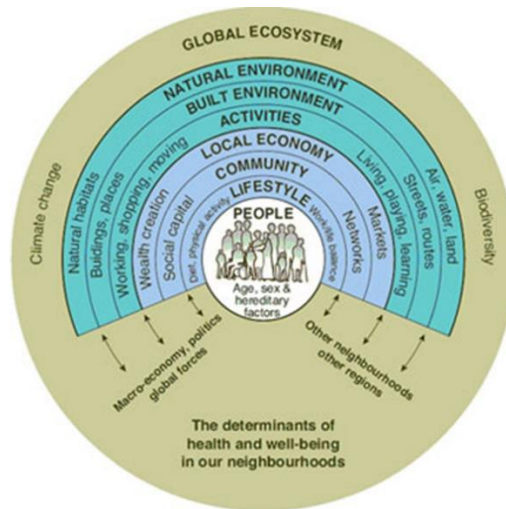 GLOBAL ECOSYSTEM
NATURAL ENVIRONMENT
BUILT ENVIRONMENT
ACTIVITIES
LOCAL ECONOMY
COMMUNITY
LIFESTYLE
PEOPLE
Age, sex &
hereditary
factors
Climate change
Natural habitats
Buidings, places
Working, shopping, moving
Wealth creation
Social capital
Diet, physical activity
Work/life balance
Networks
Markets
Living, playing, learning
Streets, routes
Air, water, land
Biodiversity
Macro-economy, politics
global forces
Other neighbourhoods
other regions
The determinants of
health and well-being
in our neighbourhoods